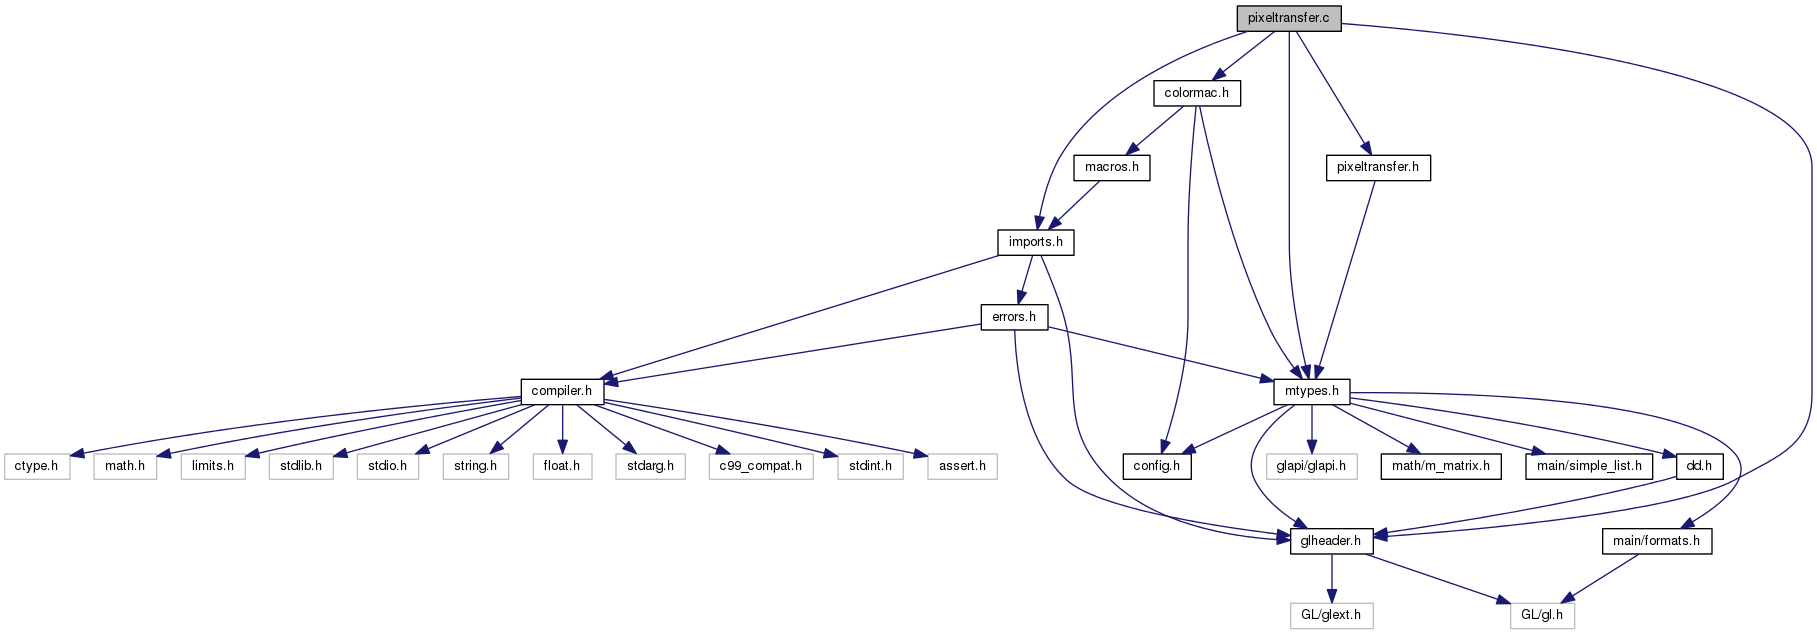 pixeltransfer.c
colormac.h
macros.h
pixeltransfer.h
imports.h
errors.h
compiler.h
mtypes.h
ctype.h
math.h
limits.h
stdlib.h
stdio.h
string.h
float.h
stdarg.h
c99_compat.h
stdint.h
assert.h
config.h
glapi/glapi.h
math/m_matrix.h
main/simple_list.h
dd.h
glheader.h
main/formats.h
GL/glext.h
GL/gl.h